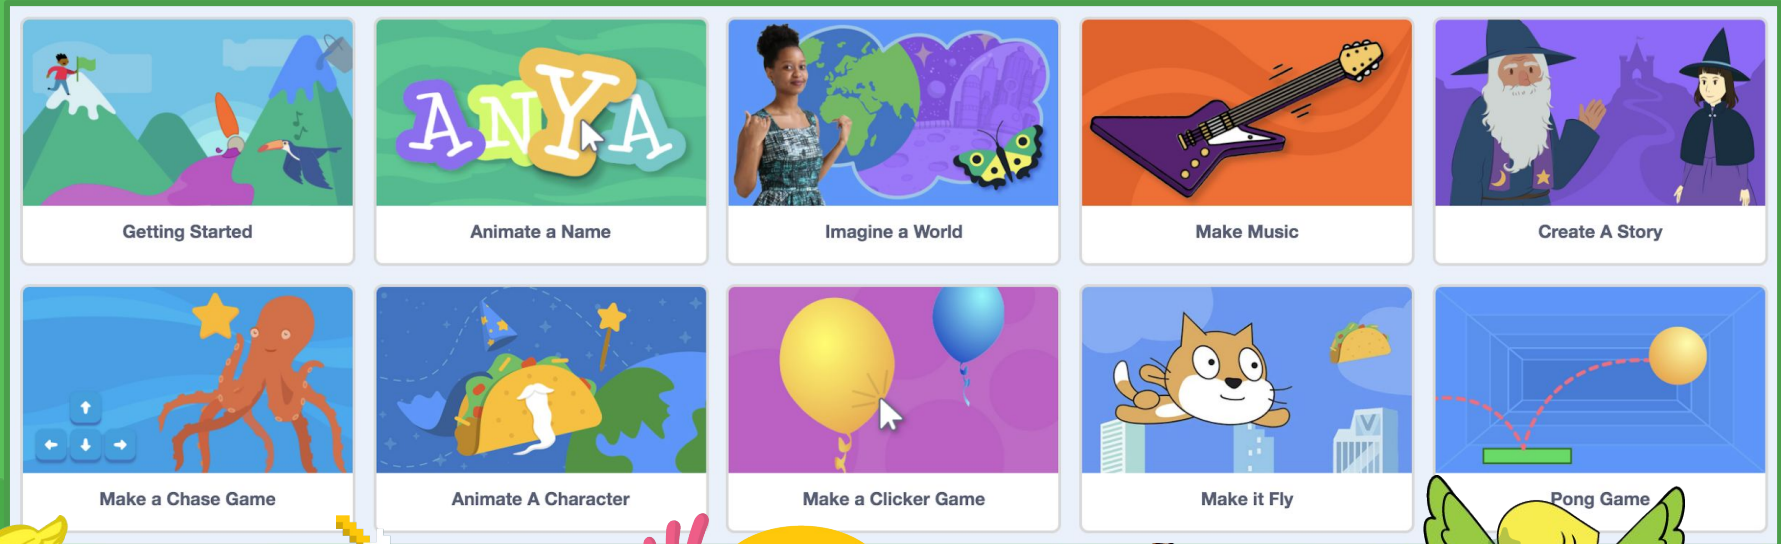 ANYA
Getting Started
Animate a Name
Imagine a World
Make Music
Create A Story
V
Make a Chase Game
Animate A Character
Make a Clicker Game
Make it Fly
Pong Game